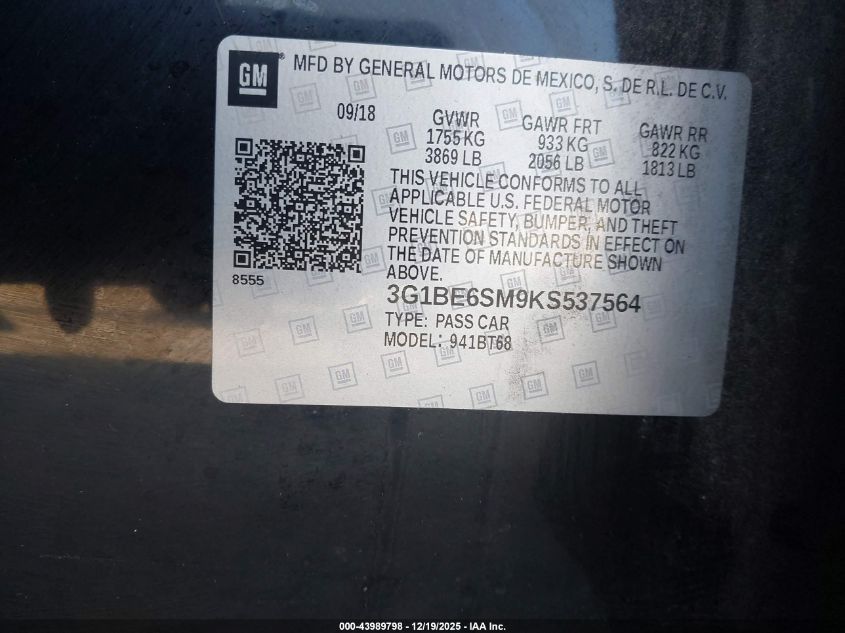 GM
MFD BY GENERAL MOTORS DE MEXICO, S. DE R.L. DE C.V.
09/18
GVWR
1755 KG
3869 LB
GAWR FRT
933 KG
2056 LB
GAWR RR
822 KG
1813 LB
THIS VEHICLE CONFORMS TO ALL
APPLICABLE U.S. FEDERAL MOTOR
VEHICLE SAFETY, BUMPER, AND THEFT
PREVENTION STANDARDS IN EFFECT ON
THE DATE OF MANUFACTURE SHOWN
ABOVE.
8555
3G1BE6SM9KS537564
TYPE: PASS CAR
MODEL: 941BT68
000-43989798 - 12/19/2025 - IAA Inc.